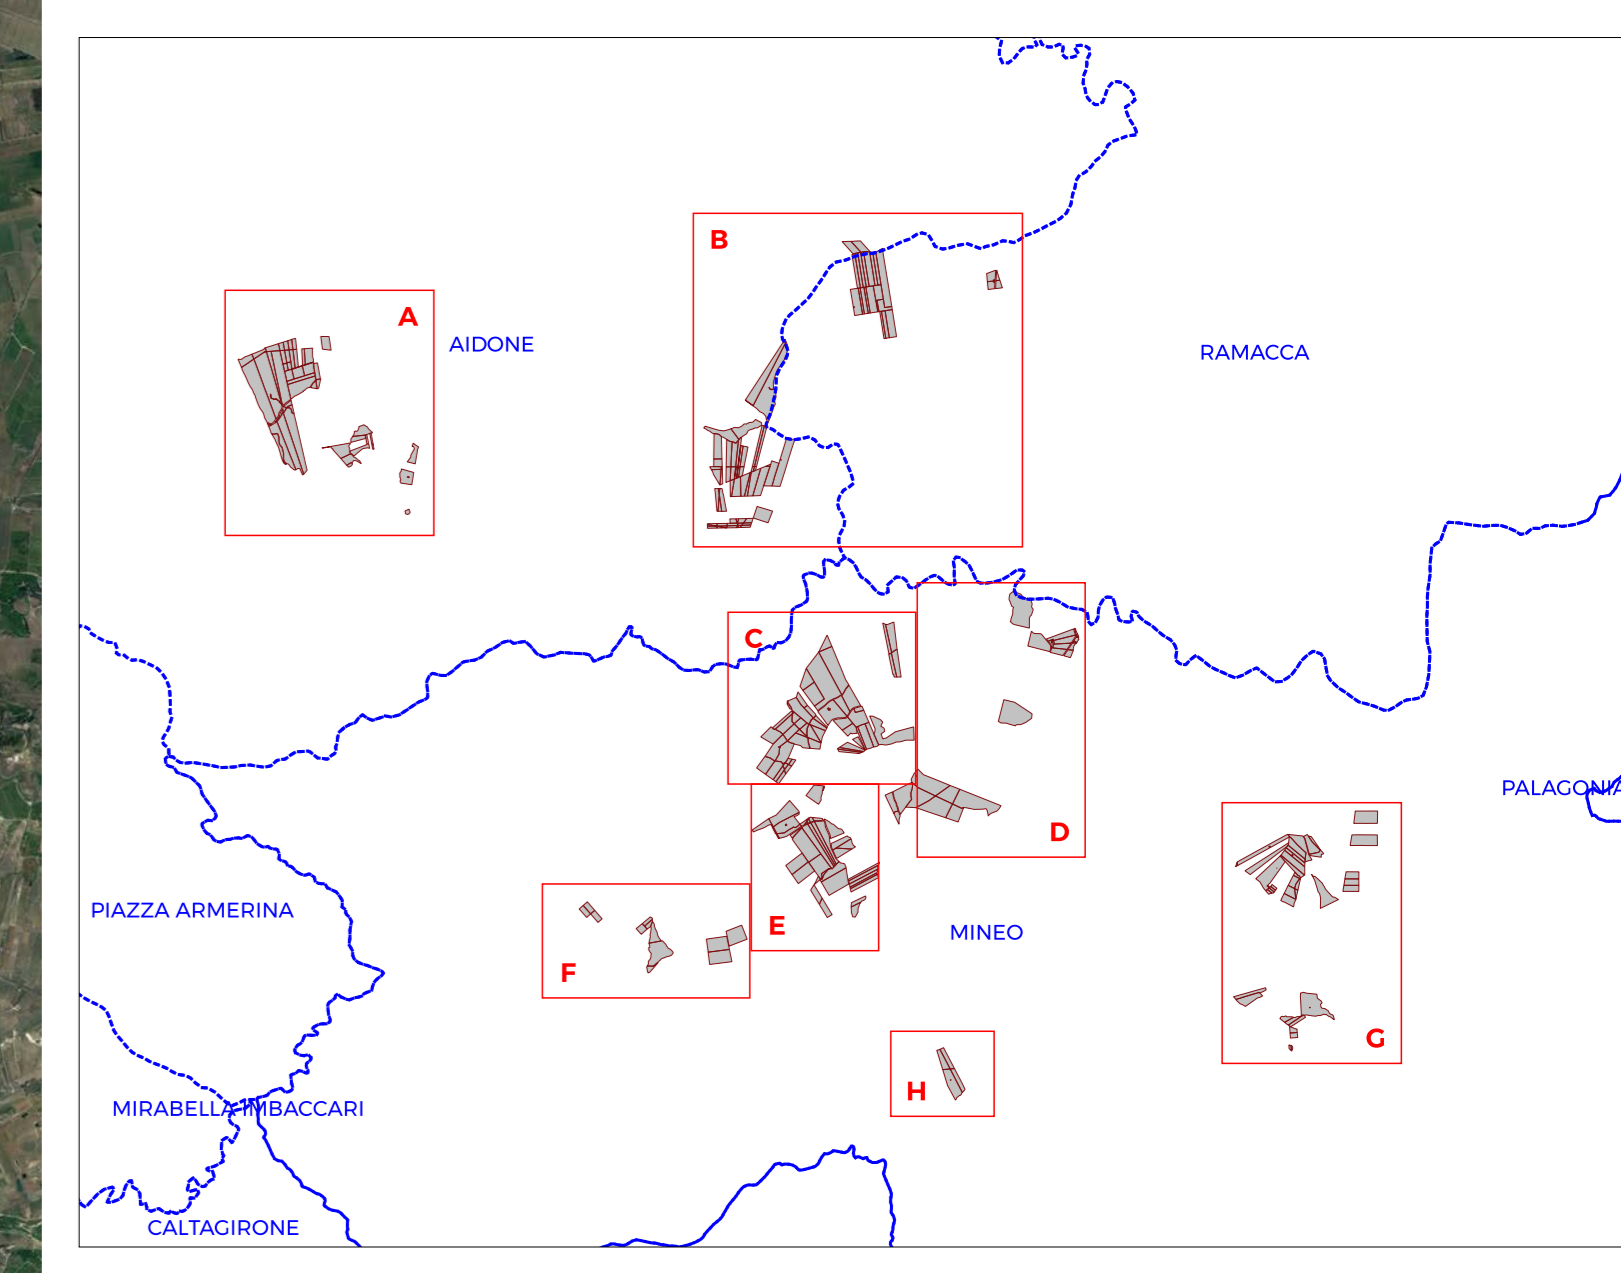 B
A
AIDONE
RAMACCA
C
PALAGONIA
D
PIAZZA ARMERINA
E
MINEO
F
G
H
MIRABELLA IMBACCARI
CALTAGIRONE